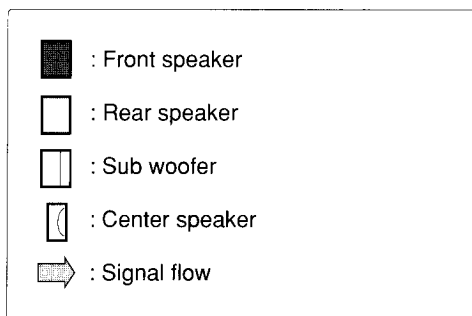 : Front speaker
: Rear speaker
: Sub woofer
: Center speaker
: Signal flow